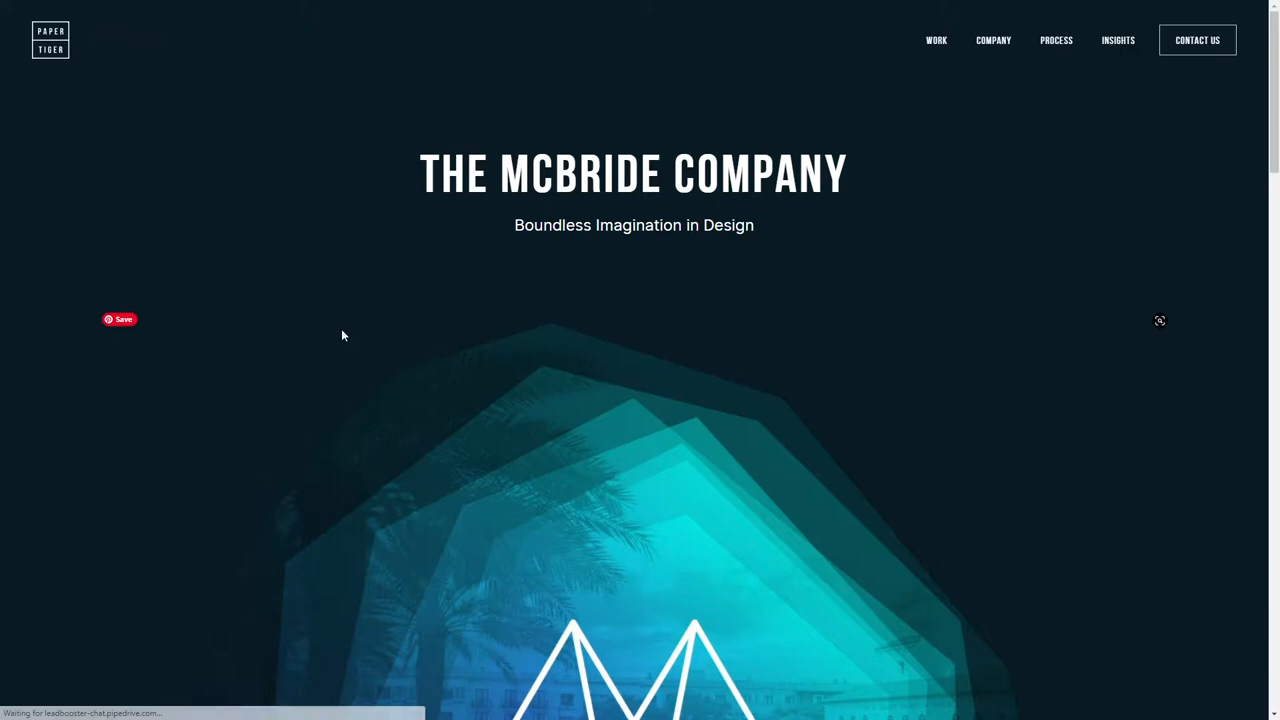 PAPER
TIGER
WORK
COMPANY
PROCESS
INSIGHTS
CONTACT US
THE MCBRIDE COMPANY
Boundless Imagination in Design
Save
Waiting for leadbooster-chat.pipedrive.com...